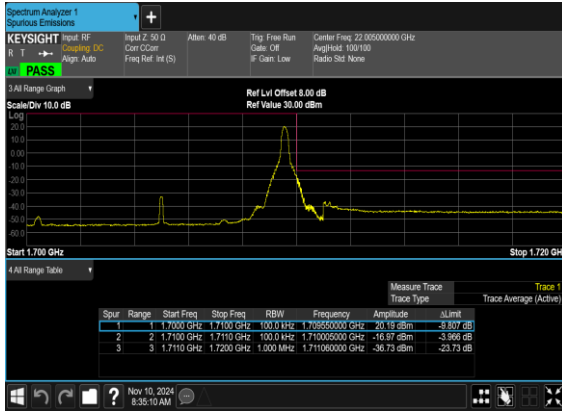 Spectrum Analyzer 1
Spurious Emissions
+
KEYSIGHT Input: RF Input Z: 50 Ω Atten: 40 dB Trig: Free Run Center Freq: 22.005000000 GHz
R T Coupling: DC Corr CCorr Gate: Off Avg|Hold: 100/100
Align: Auto Freq Ref: Int (S) IF Gain: Low Radio Std: None
PASS
3 All Range Graph
Ref Lvl Offset 8.00 dB
Scale/Div 10.0 dB Ref Value 30.00 dBm
Log
20.0
10.0
0.00
-10.0
-20.0
-30.0
-40.0
-50.0
-60.0
Start 1.700 GHz Stop 1.720 GH
4 All Range Table
Measure Trace Trace 1
Trace Type Trace Average (Active)
Spur Range Start Freq Stop Freq RBW Frequency Amplitude ΔLimit
1 1 1.7000 GHz 1.7100 GHz 100.0 kHz 1.709550000 GHz 20.19 dBm -9.807 dB
2 2 1.7100 GHz 1.7110 GHz 100.0 kHz 1.710005000 GHz -16.97 dBm -3.966 dB
3 3 1.7110 GHz 1.7200 GHz 1.000 MHz 1.711060000 GHz -36.73 dBm -23.73 dB
? Nov 10, 2024
8:35:10 AM